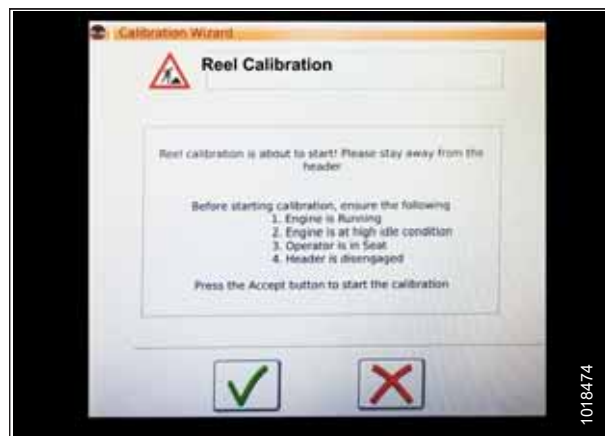 Calibration Wizard
Reel Calibration
Reel calibration is about to start! Please stay away from the
header
Before starting calibration, ensure the following
1. Engine is Running
2. Engine is at high idle condition
3. Operator is in Seat
4. Header is disengaged
Press the Accept button to start the calibration
1018474